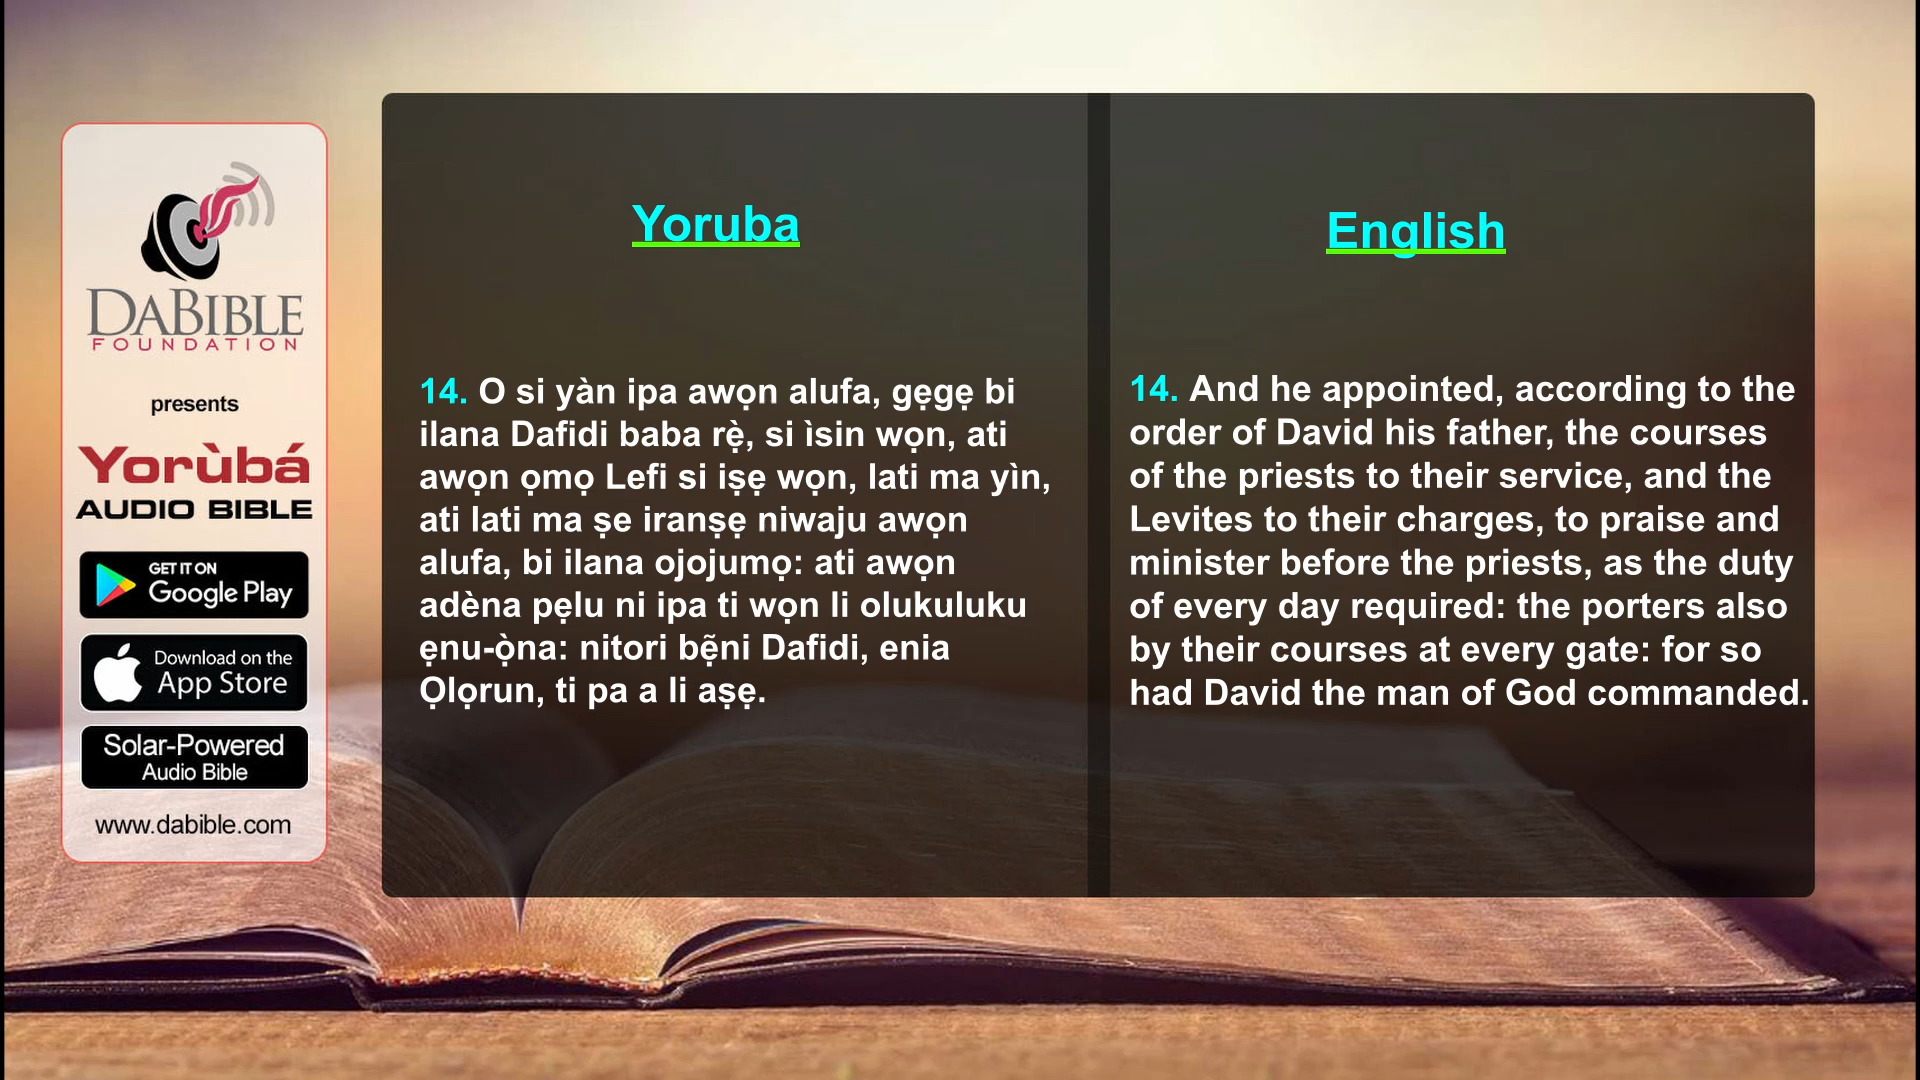 DABIBLE
FOUNDATION
presents
Yorùbá
AUDIO BIBLE
GET IT ON
Google Play
Download on the
App Store
Solar-Powered
Audio Bible
www.dabible.com
Yoruba
14. O si yàn ipa awọn alufa, gẹgẹ bi
ilana Dafidi baba rẹ̀, si ìsin wọn, ati
awọn ọmọ Lefi si iṣẹ wọn, lati ma yìn,
ati lati ma ṣe iranṣẹ niwaju awọn
alufa, bi ilana ojojumọ: ati awọn
adèna pẹlu ni ipa ti wọn li olukuluku
ẹnu-ọ̀na: nitori bẹ̃ni Dafidi, enia
Ọlọrun, ti pa a li aṣẹ.
English
14. And he appointed, according to the
order of David his father, the courses
of the priests to their service, and the
Levites to their charges, to praise and
minister before the priests, as the duty
of every day required: the porters also
by their courses at every gate: for so
had David the man of God commanded.